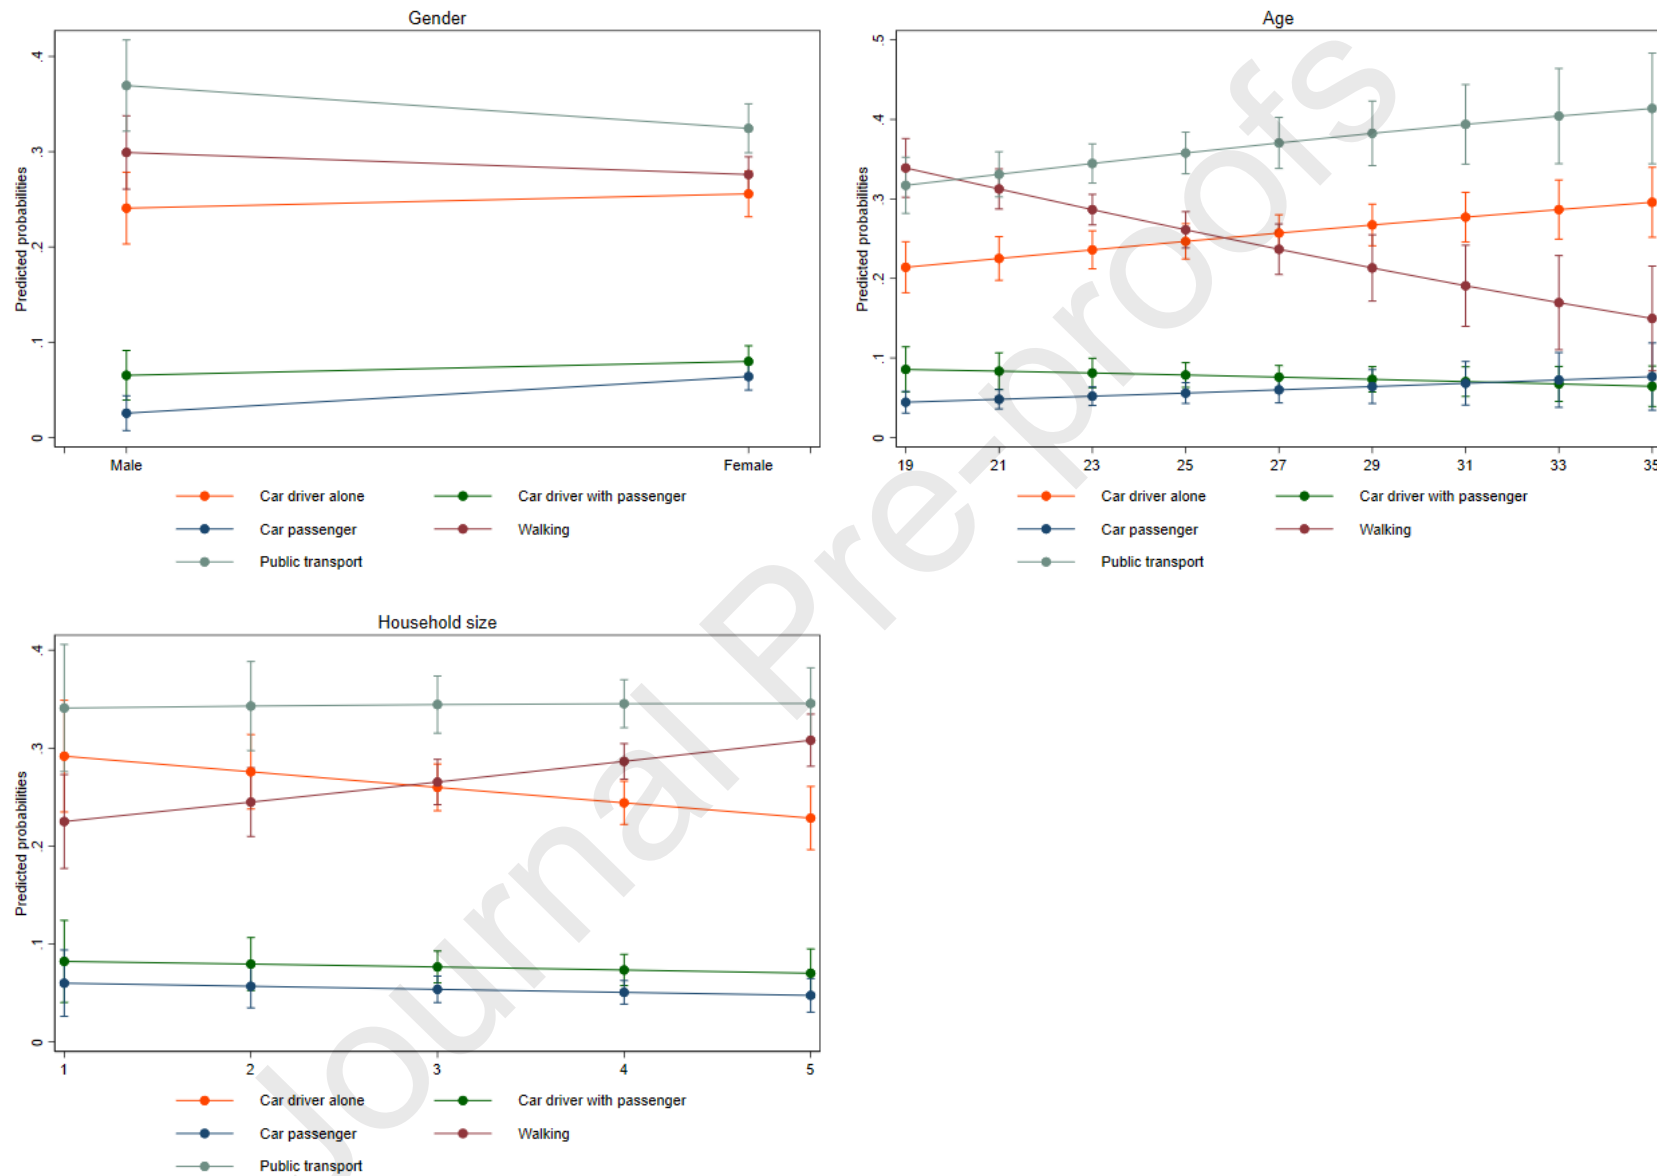 Gender
Predicted probabilities
0 .1 .2 .3 .4
Male Female
Car driver alone Car driver with passenger
Car passenger Walking
Public transport
Age
Predicted probabilities
0 .1 .2 .3 .4 .5
19 21 23 25 27 29 31 33 35
Car driver alone Car driver with passenger
Car passenger Walking
Public transport
Household size
Predicted probabilities
0 .1 .2 .3 .4
1 2 3 4 5
Car driver alone Car driver with passenger
Car passenger Walking
Public transport
Journal Pre-proofs